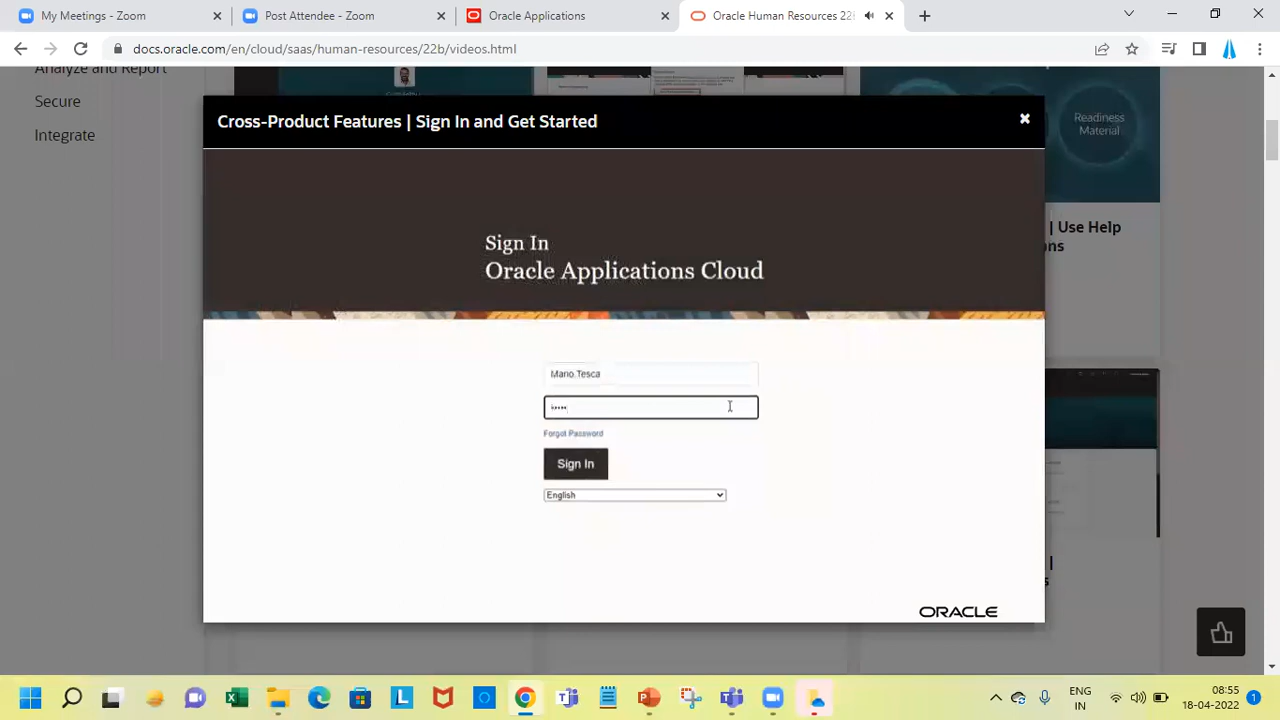 My Meetings - Zoom
Post Attendee - Zoom
Oracle Applications
Oracle Human Resources 22
docs.oracle.com/en/cloud/saas/human-resources/22b/videos.html
Analyze and Report
Secure
Integrate
Cross-Product Features | Sign In and Get Started
Readiness
Material
| Use Help
Sign In
Oracle Applications Cloud
Mario.Tesca
Forgot Password
Sign In
English
ORACLE
ENG
IN
08:55
18-04-2022
1